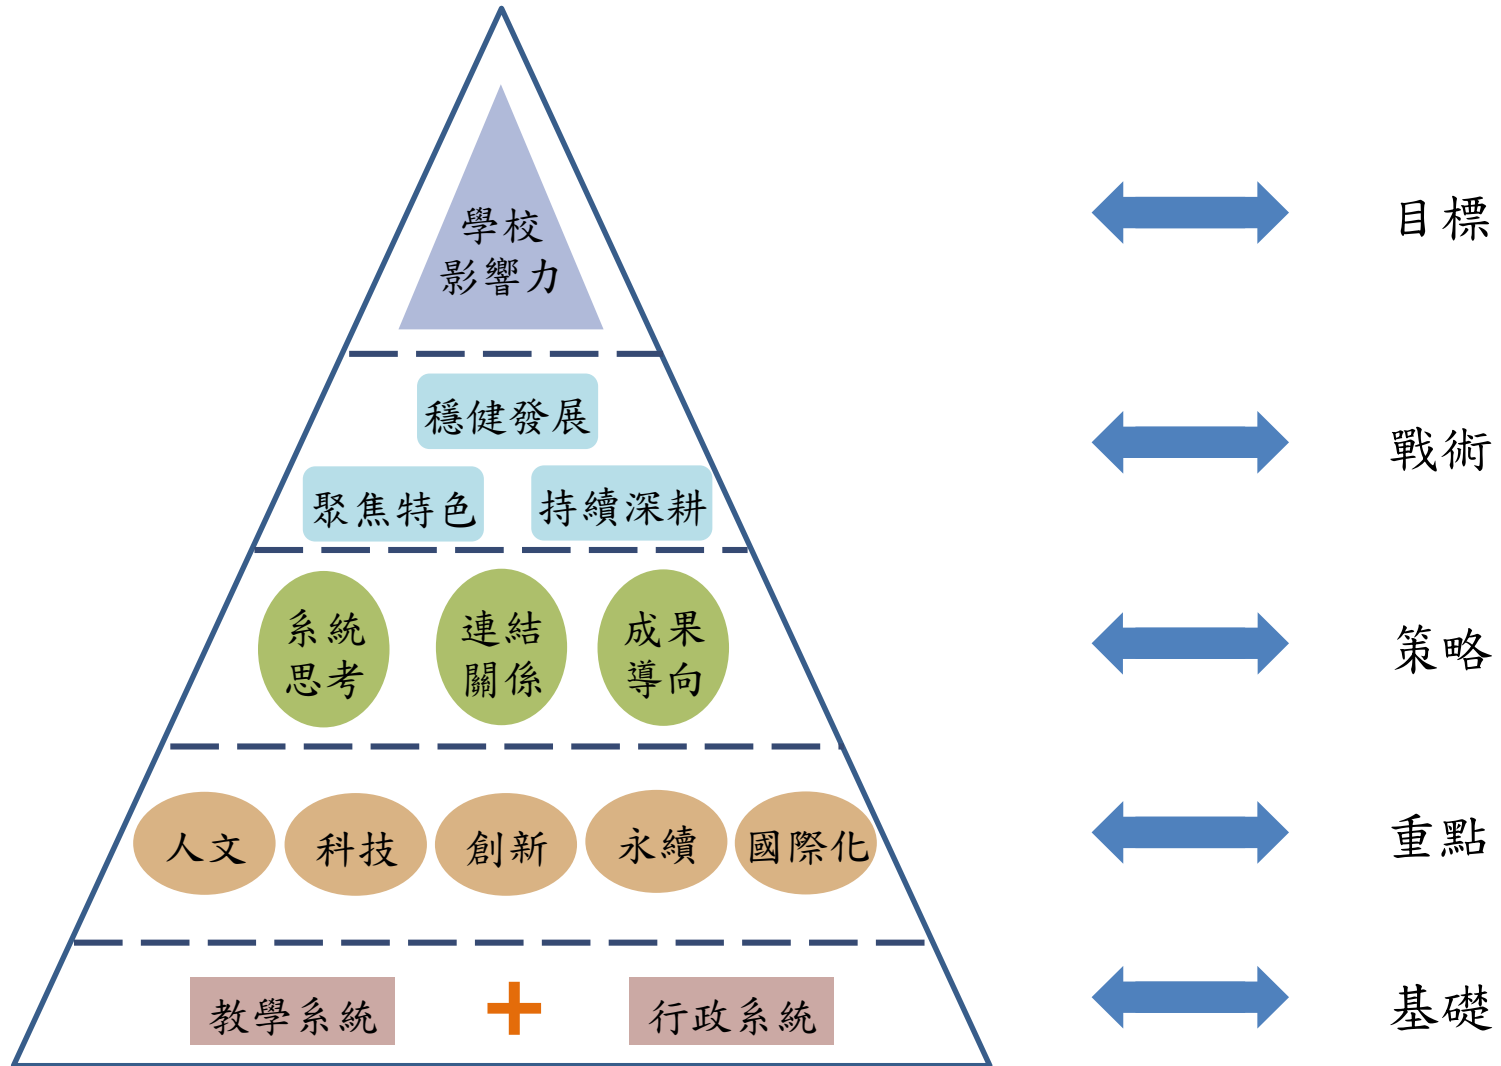 學校
影響力
目標
穩健發展
聚焦特色
持續深耕
戰術
系統
思考
連結
關係
成果
導向
策略
人文
科技
創新
永續
國際化
重點
教學系統
+
行政系統
基礎